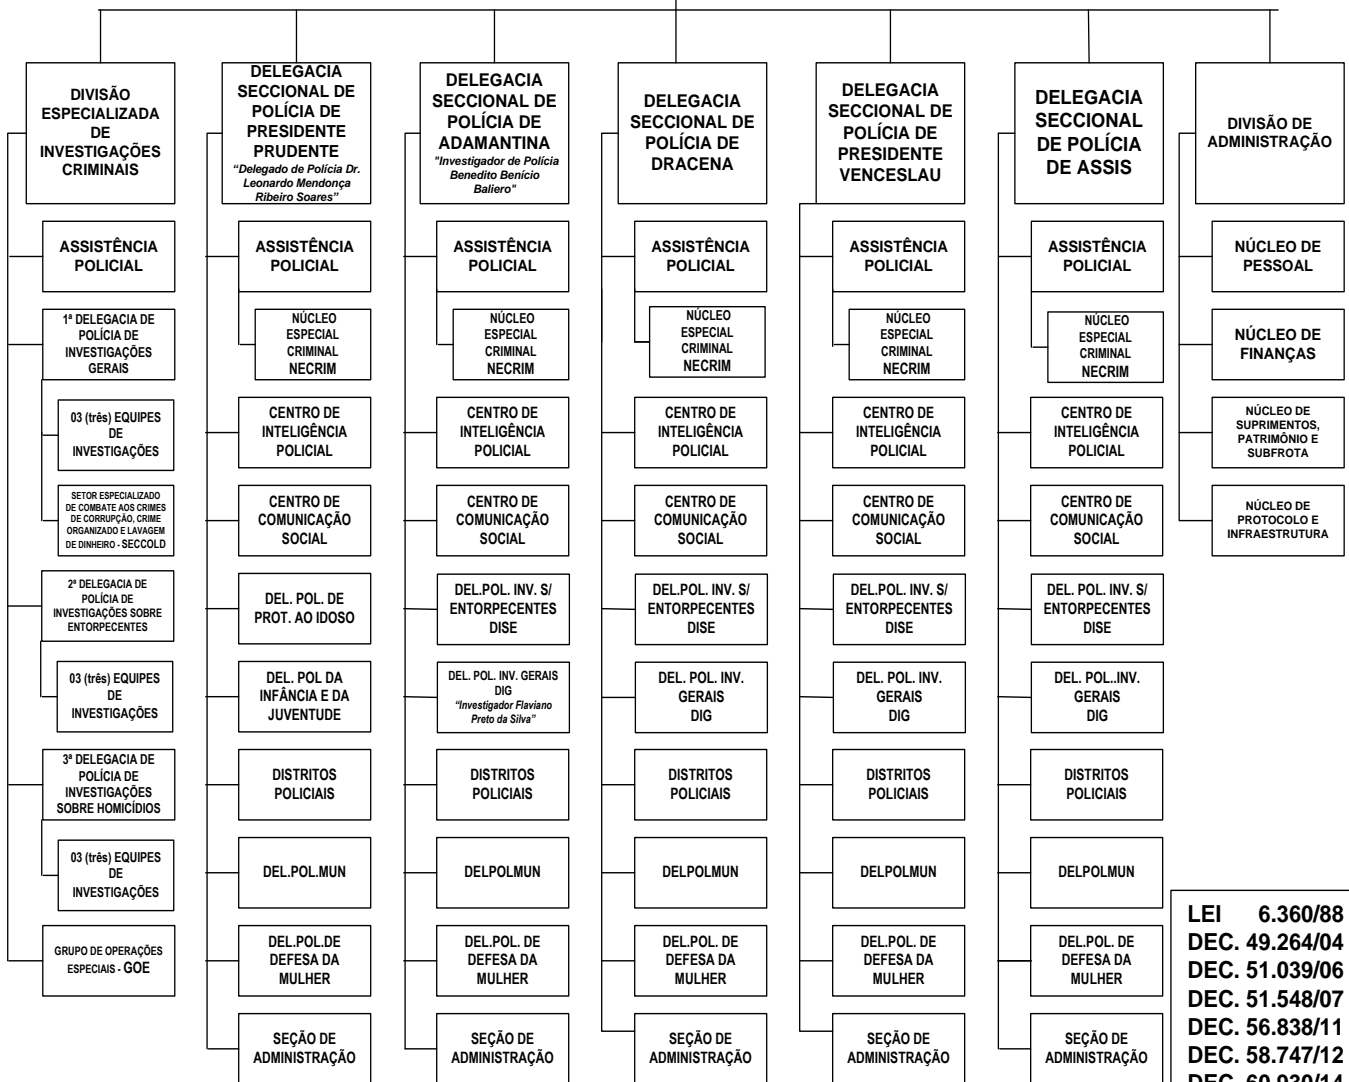 DIVISÃO
ESPECIALIZADA
DE
INVESTIGAÇÕES
CRIMINAIS
ASSISTÊNCIA
POLICIAL
1ª DELEGACIA DE
POLÍCIA DE
INVESTIGAÇÕES
GERAIS
03 (três) EQUIPES
DE
INVESTIGAÇÕES
SETOR ESPECIALIZADO
DE COMBATE AOS CRIMES
DE CORRUPÇÃO, CRIME
ORGANIZADO E LAVAGEM
DE DINHEIRO - SECCOLD
2ª DELEGACIA DE
POLÍCIA DE
INVESTIGAÇÕES SOBRE
ENTORPECENTES
03 (três) EQUIPES
DE
INVESTIGAÇÕES
3ª DELEGACIA DE
POLÍCIA DE
INVESTIGAÇÕES
SOBRE HOMICÍDIOS
03 (três) EQUIPES
DE
INVESTIGAÇÕES
GRUPO DE OPERAÇÕES
ESPECIAIS - GOE
DELEGACIA
SECCIONAL DE
POLÍCIA DE
PRESIDENTE
PRUDENTE
“Delegado de Polícia Dr.
Leonardo Mendonça
Ribeiro Soares”
ASSISTÊNCIA
POLICIAL
NÚCLEO
ESPECIAL
CRIMINAL
NECRIM
CENTRO DE
INTELIGÊNCIA
POLICIAL
CENTRO DE
COMUNICAÇÃO
SOCIAL
DEL. POL. DE
PROT. AO IDOSO
DEL. POL DA
INFÂNCIA E DA
JUVENTUDE
DISTRITOS
POLICIAIS
DEL.POL.MUN
DEL.POL.DE
DEFESA DA
MULHER
SEÇÃO DE
ADMINISTRAÇÃO
DELEGACIA
SECCIONAL DE
POLÍCIA DE
ADAMANTINA
"Investigador de Polícia
Benedito Benício
Baliero"
ASSISTÊNCIA
POLICIAL
NÚCLEO
ESPECIAL
CRIMINAL
NECRIM
CENTRO DE
INTELIGÊNCIA
POLICIAL
CENTRO DE
COMUNICAÇÃO
SOCIAL
DEL.POL. INV. S/
ENTORPECENTES
DISE
DEL. POL. INV. GERAIS
DIG
“Investigador Flaviano
Preto da Silva”
DISTRITOS
POLICIAIS
DELPOLMUN
DEL.POL. DE
DEFESA DA
MULHER
SEÇÃO DE
ADMINISTRAÇÃO
DELEGACIA
SECCIONAL DE
POLÍCIA DE
DRACENA
ASSISTÊNCIA
POLICIAL
NÚCLEO
ESPECIAL
CRIMINAL
NECRIM
CENTRO DE
INTELIGÊNCIA
POLICIAL
CENTRO DE
COMUNICAÇÃO
SOCIAL
DEL.POL. INV. S/
ENTORPECENTES
DISE
DEL. POL. INV.
GERAIS
DIG
DISTRITOS
POLICIAIS
DELPOLMUN
DEL.POL. DE
DEFESA DA
MULHER
SEÇÃO DE
ADMINISTRAÇÃO
DELEGACIA
SECCIONAL DE
POLÍCIA DE
PRESIDENTE
VENCESLAU
ASSISTÊNCIA
POLICIAL
NÚCLEO
ESPECIAL
CRIMINAL
NECRIM
CENTRO DE
INTELIGÊNCIA
POLICIAL
CENTRO DE
COMUNICAÇÃO
SOCIAL
DEL.POL. INV. S/
ENTORPECENTES
DISE
DEL. POL. INV.
GERAIS
DIG
DISTRITOS
POLICIAIS
DELPOLMUN
DEL.POL. DE
DEFESA DA
MULHER
SEÇÃO DE
ADMINISTRAÇÃO
DELEGACIA
SECCIONAL
DE POLÍCIA
DE ASSIS
ASSISTÊNCIA
POLICIAL
NÚCLEO
ESPECIAL
CRIMINAL
NECRIM
CENTRO DE
INTELIGÊNCIA
POLICIAL
CENTRO DE
COMUNICAÇÃO
SOCIAL
DEL. POL. INV. S/
ENTORPECENTES
DISE
DEL. POL..INV.
GERAIS
DIG
DISTRITOS
POLICIAIS
DELPOLMUN
DEL.POL. DE
DEFESA DA
MULHER
SEÇÃO DE
ADMINISTRAÇÃO
DIVISÃO DE
ADMINISTRAÇÃO
NÚCLEO DE
PESSOAL
NÚCLEO DE
FINANÇAS
NÚCLEO DE
SUPRIMENTOS,
PATRIMÔNIO E
SUBFROTA
NÚCLEO DE
PROTOCOLO E
INFRAESTRUTURA
LEI 6.360/88
DEC. 49.264/04
DEC. 51.039/06
DEC. 51.548/07
DEC. 56.838/11
DEC. 58.747/12
DEC. 60.930/14